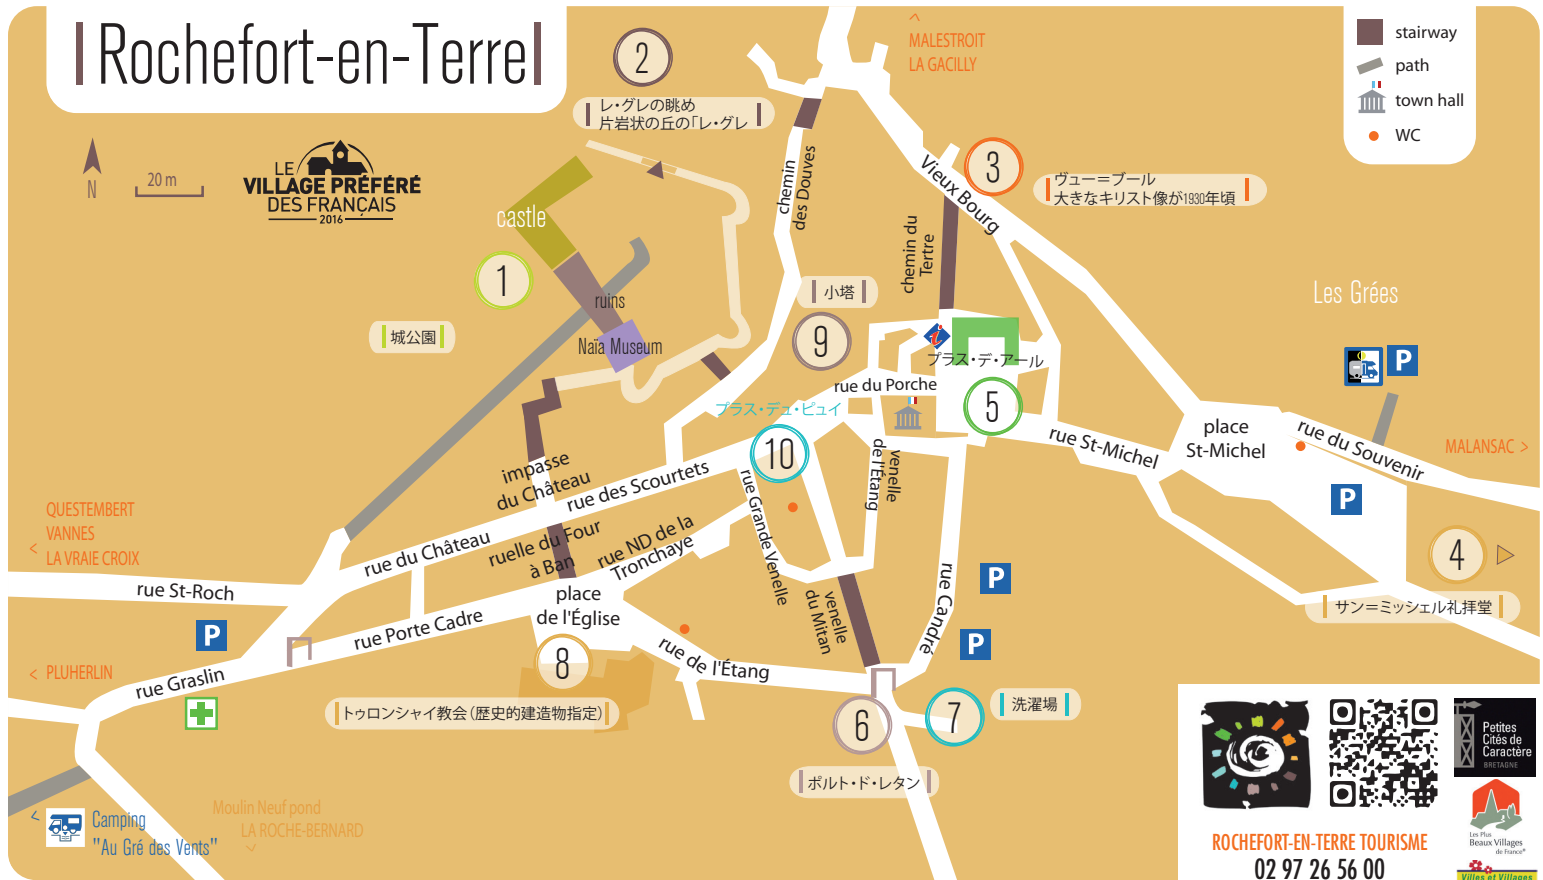 Rochefort-en-Terre
2
レ・グレの眺め
片岩状の丘の「レ・グレ
MALESTROIT
LA GACILLY
stairway
path
town hall
WC
N
20 m
LE
VILLAGE PRÉFÉRÉ
DES FRANÇAIS
2016
castle
1
城公園
ruins
Naïa Museum
chemin
des Douves
Vieux Bourg
3
ヴュー=ブール
大きなキリスト像が1930年頃
chemin du
Tertre
小塔
9
Les Grées
P
プラス・デ・アール
rue du Porche
5
プラス・デュ・ピュイ
10
impasse
du Château
rue des Scourtets
venelle
de l'Étang
rue St-Michel
place
St-Michel
rue du Souvenir
MALANSAC >
P
QUESTEMBERT
VANNES
< LA VRAIE CROIX
rue St-Roch
rue du Château
ruelle du Four
à Ban
rue ND de la
Tronchaye
rue Grande Venelle
venelle
du Mitan
rue Candré
P
P
4
サン=ミッシェル礼拝堂
place
de l'Église
P
rue Porte Cadre
< PLUHERLIN
rue Graslin
8
トゥロンシャイ教会(歴史的建造物指定)
rue de l'Étang
6
ポルト・ド・レタン
7
洗濯場
Camping
"Au Gré des Vents"
Moulin Neuf pond
LA ROCHE-BERNARD
Petites
Cités de
Caractère
BRETAGNE
Les Plus
Beaux Villages
de France®
Villes et Villages
ROCHEFORT-EN-TERRE TOURISME
02 97 26 56 00